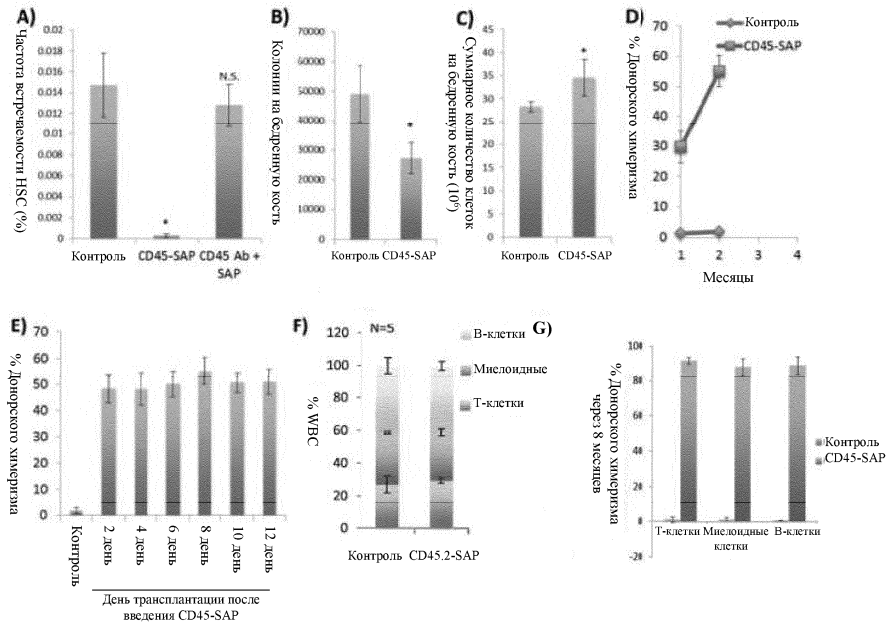 A)
Частота встречаемости HSC (%)
0.02
0.018
0.016
0.014
0.012
0.01
0.008
0.006
0.004
0.002
0
N.S.
*
Контроль
CD45-SAP
CD45 Ab +
SAP
B)
Колонии на
бедренную кость
70000
60000
50000
40000
30000
20000
10000
0
*
Контроль CD45-SAP
C)
Суммарное количество клеток
на бедренную кость (10⁶)
45
40
35
30
25
20
15
10
5
0
*
Контроль CD45-SAP
D)
% Донорского химеризма
70
60
50
40
30
20
10
0
Контроль
CD45-SAP
1 2 3 4
Месяцы
E)
% Донорского химеризма
70
60
50
40
30
20
10
0
Контроль
2 день
4 день
6 день
8 день
10 день
12 день
День трансплантации после
введения CD45-SAP
F)
% WBC
N=5
120
100
80
60
40
20
0
Контроль CD45.2-SAP
В-клетки
Миелоидные
Т-клетки
G)
% Донорского химеризма
через 8 месяцев
Т-клетки
Миелоидные
клетки
В-клетки
Контроль
CD45-SAP